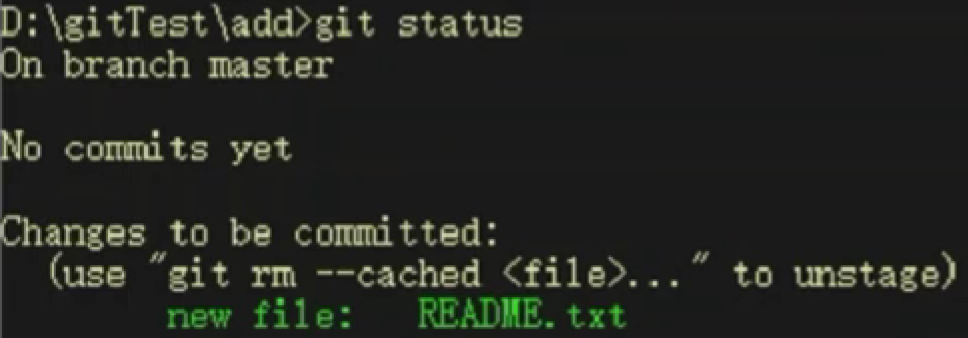 D:\gitTest\add>git status
On branch master
No commits yet
Changes to be committed:
(use "git rm --cached <file>..." to unstage)
new file: README.txt